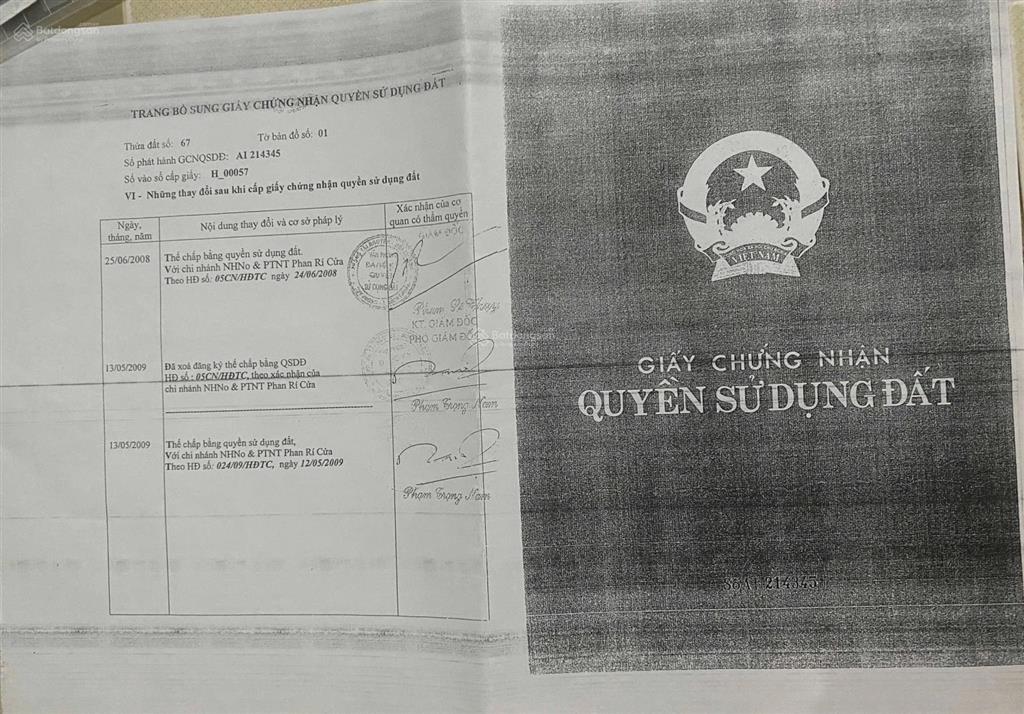 Batdongsan
TRANG BỔ SUNG GIẤY CHỨNG NHẬN QUYỀN SỬ DỤNG ĐẤT
Thửa đất số: 67 Tờ bản đồ số: 01
Số phát hành GCNQSDĐ: AI 214345
Số vào sổ cấp giấy: H_00057
VI - Những thay đổi sau khi cấp giấy chứng nhận quyền sử dụng đất
Ngày, tháng, năm
Nội dung thay đổi và cơ sở pháp lý
Xác nhận của cơ quan có thẩm quyền
25/06/2008
Thế chấp bằng quyền sử dụng đất.
Với chi nhánh NHNo & PTNT Phan Rí Cửa
Theo HĐ số: 05CN/HĐTC ngày 24/06/2008
GIÁM ĐỐC
KT. GIÁM ĐỐC
PHÓ GIÁM ĐỐC
Batdongsan
13/05/2009
Đã xoá đăng ký thế chấp bằng QSDĐ
HĐ số : 05CN/HĐTC, theo xác nhận của
chi nhánh NHNo & PTNT Phan Rí Cửa
Phạm Trọng Nam
13/05/2009
Thế chấp bằng quyền sử dụng đất,
Với chi nhánh NHNo & PTNT Phan Rí Cửa
Theo HĐ số: 024/09/HĐTC, ngày 12/05/2009
Phạm Trọng Nam
VIỆT NAM
GIẤY CHỨNG NHẬN
QUYỀN SỬ DỤNG ĐẤT
214345